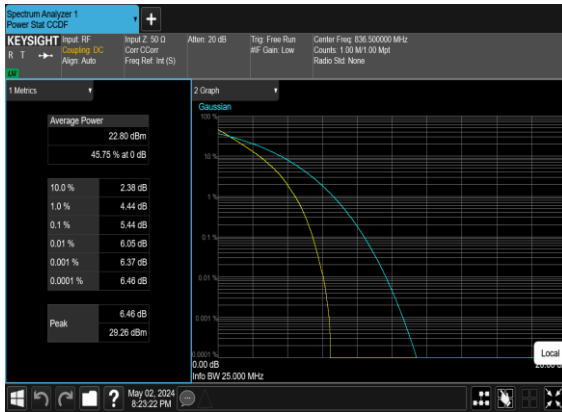 Spectrum Analyzer 1
Power Stat CCDF
+
KEYSIGHT
R T
LXI
Input: RF
Coupling: DC
Align: Auto
Input Z: 50 Ω
Corr CCorr
Freq Ref: Int (S)
Atten: 20 dB
Trig: Free Run
#IF Gain: Low
Center Freq: 836.500000 MHz
Counts: 1.00 M/1.00 Mpt
Radio Std: None
1 Metrics
Average Power
22.80 dBm
45.75 % at 0 dB
10.0 % 2.38 dB
1.0 % 4.44 dB
0.1 % 5.44 dB
0.01 % 6.05 dB
0.001 % 6.37 dB
0.0001 % 6.46 dB
Peak
6.46 dB
29.26 dBm
2 Graph
Gaussian
100 %
10 %
1 %
0.1 %
0.01 %
0.001 %
0.0001 %
0.00 dB
Info BW 25.000 MHz
Local
?
May 02, 2024
8:23:22 PM